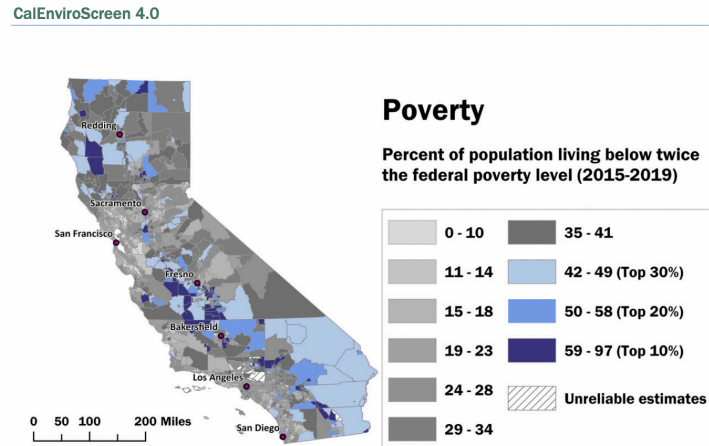 CalEnviroScreen 4.0
Poverty
Percent of population living below twice
the federal poverty level (2015-2019)
0 - 10
11 - 14
15 - 18
19 - 23
24 - 28
29 - 34
35 - 41
42 - 49 (Top 30%)
50 - 58 (Top 20%)
59 - 97 (Top 10%)
Unreliable estimates
Redding
Sacramento
San Francisco
Fresno
Bakersfield
Los Angeles
San Diego
0 50 100 200 Miles